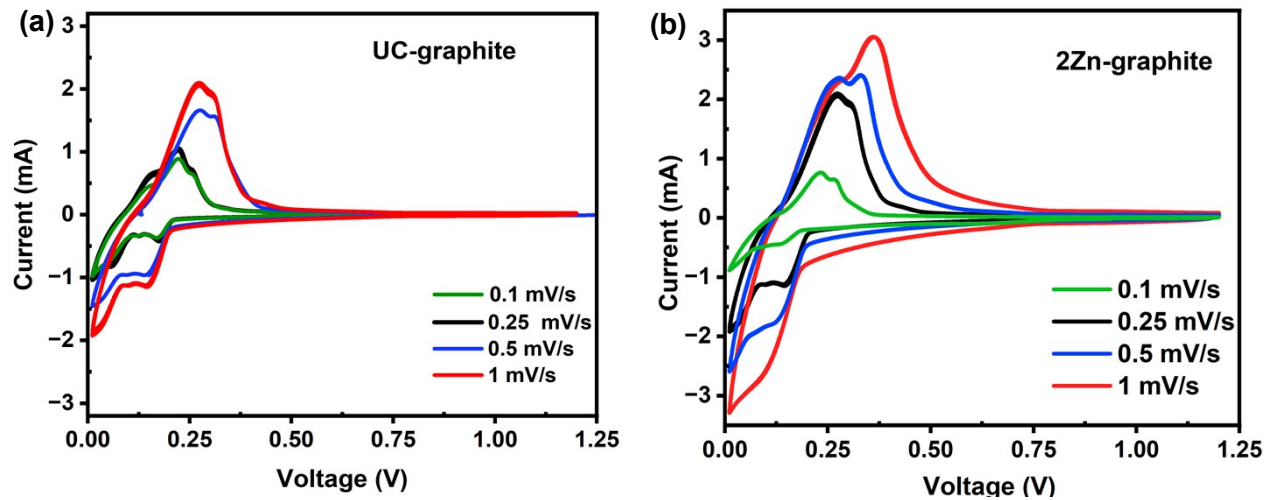 (a)
UC-graphite
3
2
1
0
−1
−2
−3
Current (mA)
0.1 mV/s
0.25 mV/s
0.5 mV/s
1 mV/s
0.00
0.25
0.50
0.75
1.00
1.25
Voltage (V)
(b)
2Zn-graphite
3
2
1
0
−1
−2
−3
Current (mA)
0.1 mV/s
0.25 mV/s
0.5 mV/s
1 mV/s
0.00
0.25
0.50
0.75
1.00
1.25
Voltage (V)